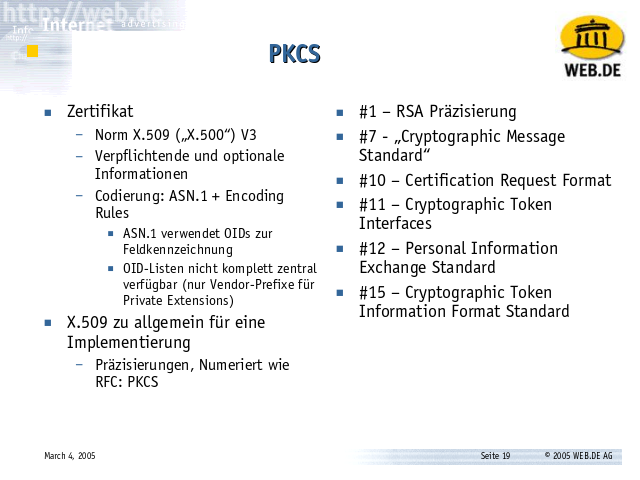 http://web.de
Internet advertising
Info
http://
PKCS
WEB.DE
Zertifikat
– Norm X.509 („X.500“) V3
– Verpflichtende und optionale
Informationen
– Codierung: ASN.1 + Encoding
Rules
ASN.1 verwendet OIDs zur
Feldkennzeichnung
OID-Listen nicht komplett zentral
verfügbar (nur Vendor-Prefixe für
Private Extensions)
X.509 zu allgemein für eine
Implementierung
– Präzisierungen, Numeriert wie
RFC: PKCS
#1 – RSA Präzisierung
#7 - „Cryptographic Message
Standard“
#10 – Certification Request Format
#11 – Cryptographic Token
Interfaces
#12 – Personal Information
Exchange Standard
#15 – Cryptographic Token
Information Format Standard
March 4, 2005
Seite 19
© 2005 WEB.DE AG